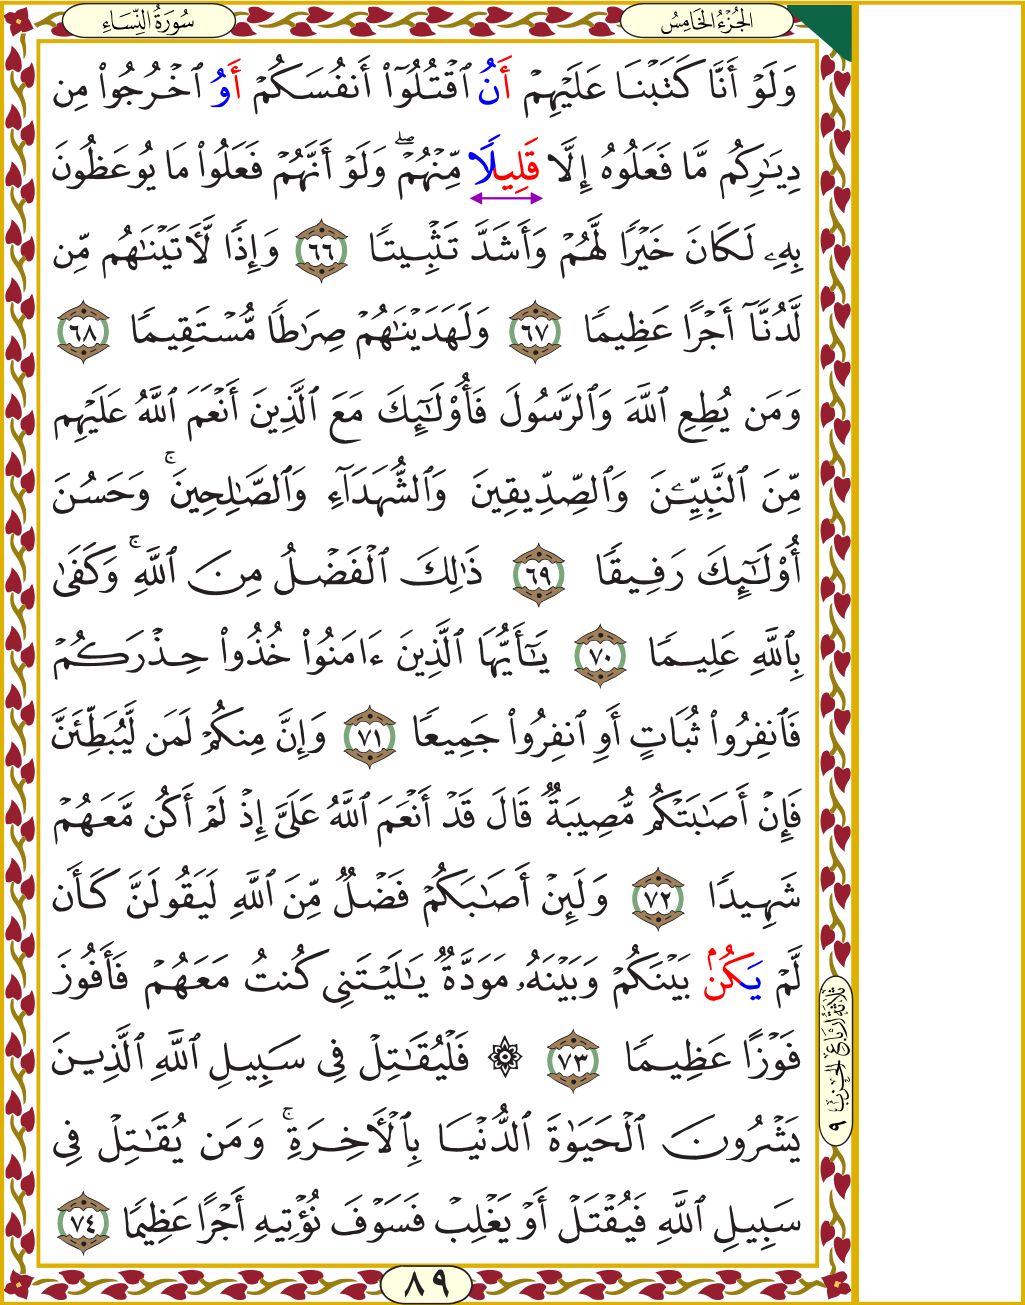 الجُزْءُ الخَامِسُ
سُورَةُ النِّسَاءِ
وَلَوْ أَنَّا كَتَبْنَا عَلَيْهِمْ أَنُ ٱقْتُلُوٓاْ أَنفُسَكُمْ أَوُ ٱخْرُجُواْ مِن
دِيَٰرِكُم مَّا فَعَلُوهُ إِلَّا قَلِيلًا مِّنْهُمْۖ وَلَوْ أَنَّهُمْ فَعَلُواْ مَا يُوعَظُونَ
بِهِۦ لَكَانَ خَيْرًا لَّهُمْ وَأَشَدَّ تَثْبِيتًا ٦٦ وَإِذًا لَّأٓتَيْنَٰهُم مِّن
لَّدُنَّآ أَجْرًا عَظِيمًا ٦٧ وَلَهَدَيْنَٰهُمْ صِرَٰطًا مُّسْتَقِيمًا ٦٨
وَمَن يُطِعِ ٱللَّهَ وَٱلرَّسُولَ فَأُوْلَٰٓئِكَ مَعَ ٱلَّذِينَ أَنْعَمَ ٱللَّهُ عَلَيْهِم
مِّنَ ٱلنَّبِيِّـۧنَ وَٱلصِّدِّيقِينَ وَٱلشُّهَدَآءِ وَٱلصَّٰلِحِينَۚ وَحَسُنَ
أُوْلَٰٓئِكَ رَفِيقًا ٦٩ ذَٰلِكَ ٱلْفَضْلُ مِنَ ٱللَّهِۚ وَكَفَىٰ
بِٱللَّهِ عَلِيمًا ٧٠ يَٰٓأَيُّهَا ٱلَّذِينَ ءَامَنُواْ خُذُواْ حِذْرَكُمْ
فَٱنفِرُواْ ثُبَاتٍ أَوِ ٱنفِرُواْ جَمِيعًا ٧١ وَإِنَّ مِنكُمْ لَمَن لَّيُبَطِّئَنَّ
فَإِنْ أَصَٰبَتْكُم مُّصِيبَةٌ قَالَ قَدْ أَنْعَمَ ٱللَّهُ عَلَيَّ إِذْ لَمْ أَكُن مَّعَهُمْ
شَهِيدًا ٧٢ وَلَئِنْ أَصَٰبَكُمْ فَضْلٌ مِّنَ ٱللَّهِ لَيَقُولَنَّ كَأَن
لَّمْ يَكُنۢ بَيْنَكُمْ وَبَيْنَهُۥ مَوَدَّةٌ يَٰلَيْتَنِي كُنتُ مَعَهُمْ فَأَفُوزَ
فَوْزًا عَظِيمًا ٧٣ ۞ فَلْيُقَٰتِلْ فِي سَبِيلِ ٱللَّهِ ٱلَّذِينَ
يَشْرُونَ ٱلْحَيَوٰةَ ٱلدُّنْيَا بِٱلْأٓخِرَةِۚ وَمَن يُقَٰتِلْ فِي
سَبِيلِ ٱللَّهِ فَيُقْتَلْ أَوْ يَغْلِبْ فَسَوْفَ نُؤْتِيهِ أَجْرًا عَظِيمًا ٧٤
ثَلَاثَةُ أَرْبَاعِ الحِزْبِ ٩
٨٩